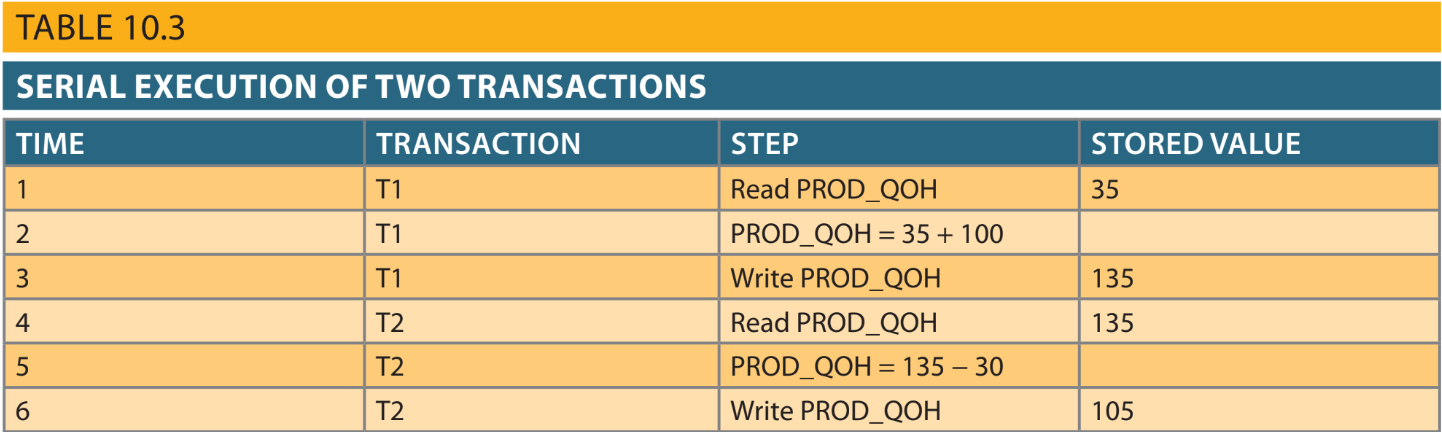 TABLE 10.3
SERIAL EXECUTION OF TWO TRANSACTIONS
TIME TRANSACTION STEP STORED VALUE
1 T1 Read PROD_QOH 35
2 T1 PROD_QOH = 35 + 100
3 T1 Write PROD_QOH 135
4 T2 Read PROD_QOH 135
5 T2 PROD_QOH = 135 − 30
6 T2 Write PROD_QOH 105